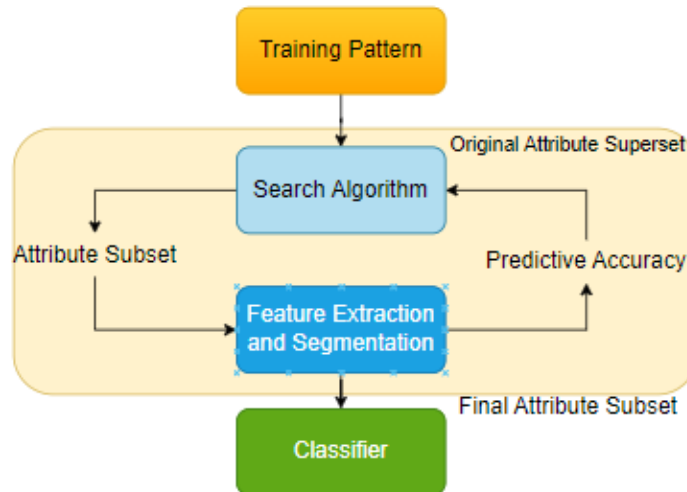 Training Pattern
Original Attribute Superset
Search Algorithm
Attribute Subset
Predictive Accuracy
Feature Extraction
and Segmentation
Final Attribute Subset
Classifier